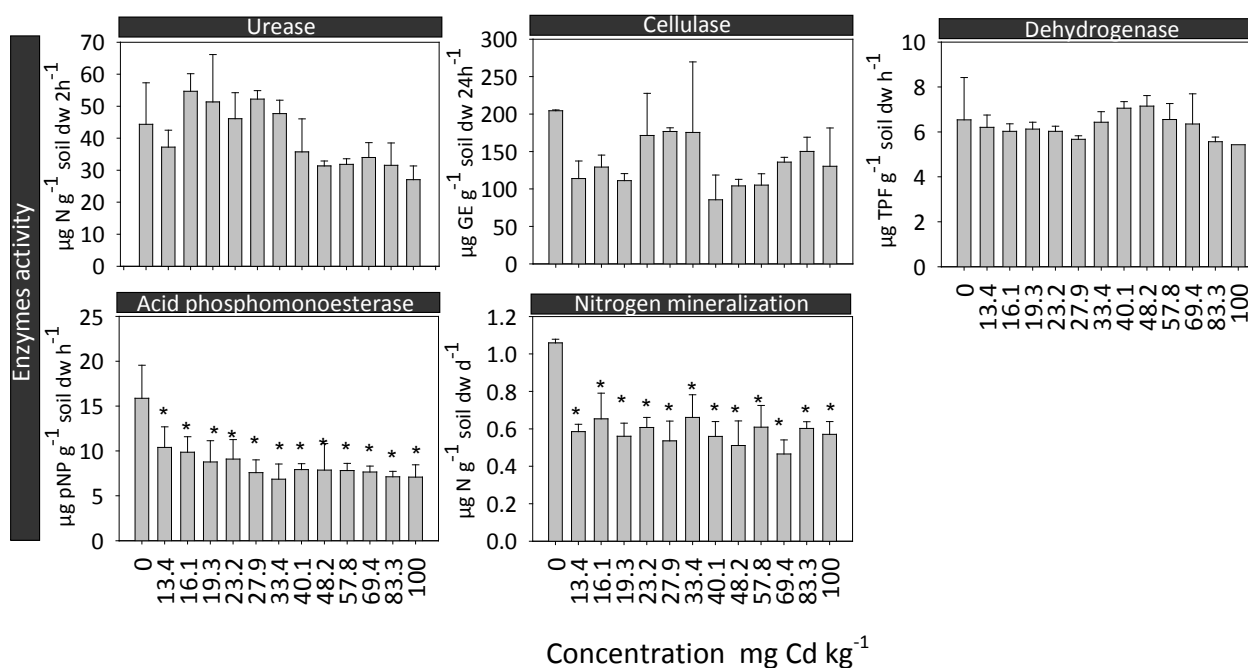 Enzymes activity
Urease
µg N g⁻¹ soil dw 2h⁻¹
70
60
50
40
30
20
10
0
Cellulase
µg GE g⁻¹ soil dw 24h⁻¹
300
250
200
150
100
50
0
Dehydrogenase
µg TPF g⁻¹ soil dw h⁻¹
10
8
6
4
2
0
0 13.4 16.1 19.3 23.2 27.9 33.4 40.1 48.2 57.8 69.4 83.3 100
Acid phosphomonoesterase
µg pNP g⁻¹ soil dw h⁻¹
25
20
15
10
5
0
* * * * * * * * * * * *
0 13.4 16.1 19.3 23.2 27.9 33.4 40.1 48.2 57.8 69.4 83.3 100
Nitrogen mineralization
µg N g⁻¹ soil dw d⁻¹
1.2
1.0
0.8
0.6
0.4
0.2
0.0
* * * * * * * * * * * *
0 13.4 16.1 19.3 23.2 27.9 33.4 40.1 48.2 57.8 69.4 83.3 100
Concentration mg Cd kg⁻¹